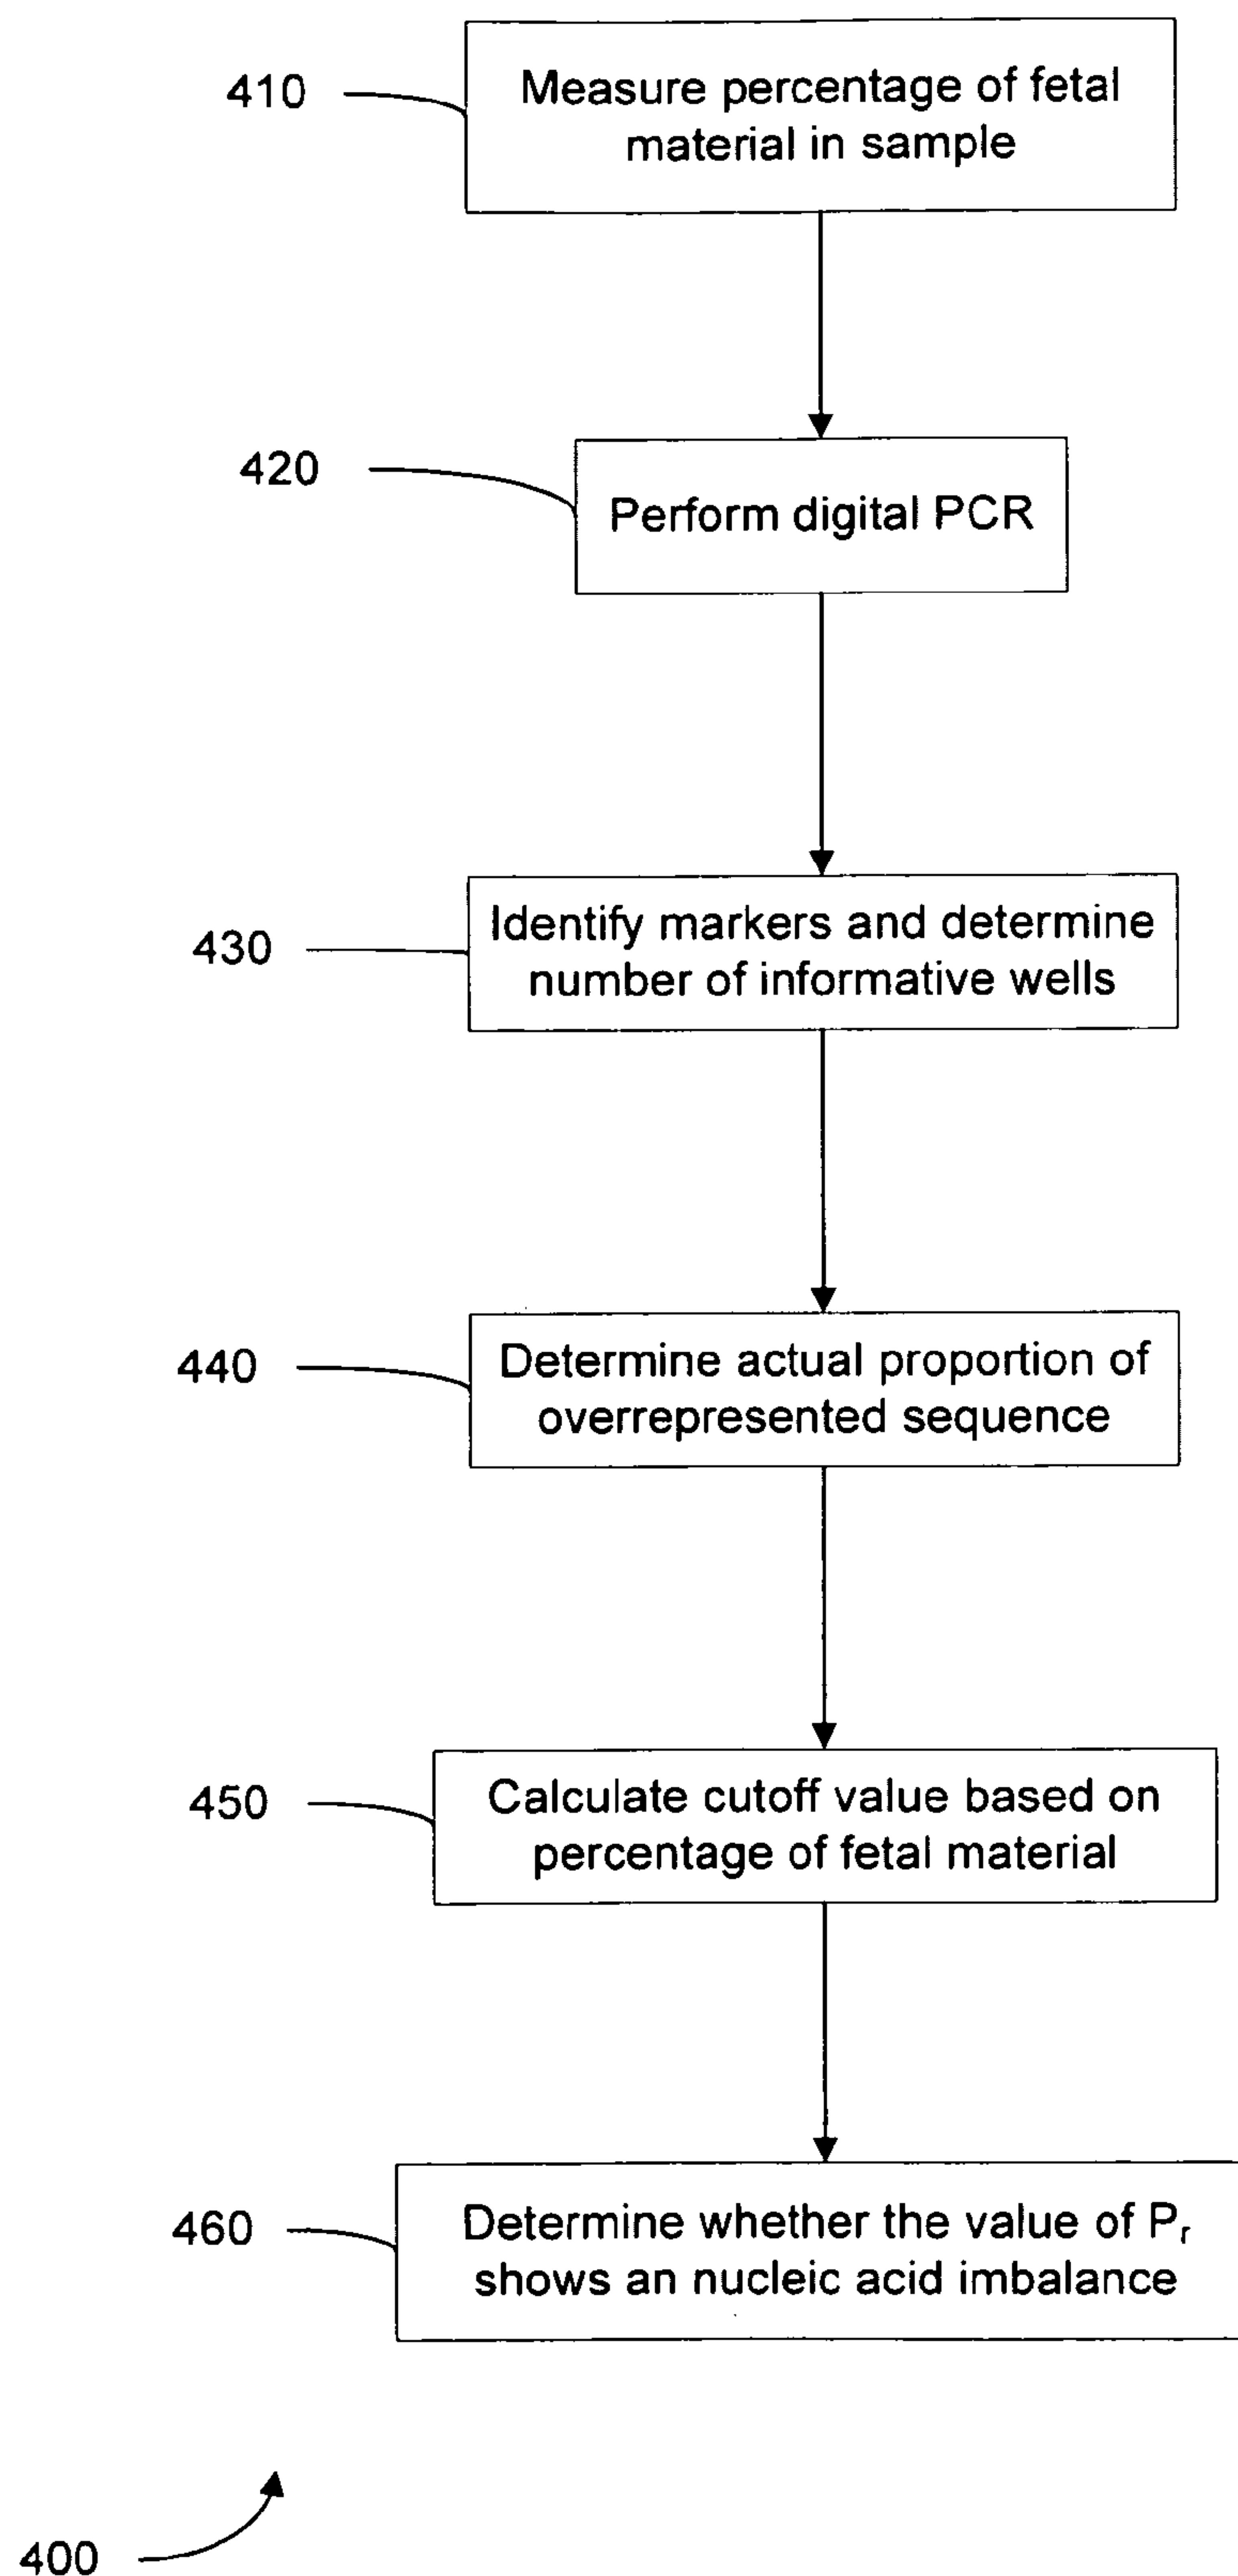 410
Measure percentage of fetal
material in sample
420
Perform digital PCR
430
Identify markers and determine
number of informative wells
440
Determine actual proportion of
overrepresented sequence
450
Calculate cutoff value based on
percentage of fetal material
460
Determine whether the value of Pr
shows an nucleic acid imbalance
400